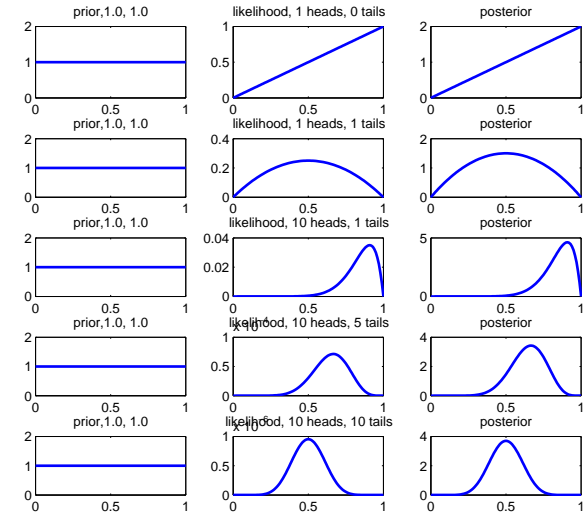 prior,1.0, 1.0 likelihood, 1 heads, 0 tails posterior
2 1 2
1 0.5 1
0 0 0
0 0.5 1 0 0.5 1 0 0.5 1
prior,1.0, 1.0 likelihood, 1 heads, 1 tails posterior
2 0.4 2
1 0.2 1
0 0 0
0 0.5 1 0 0.5 1 0 0.5 1
prior,1.0, 1.0 likelihood, 10 heads, 1 tails posterior
2 0.04 5
1 0.02
0 0 0
0 0.5 1 0 0.5 1 0 0.5 1
prior,1.0, 1.0 likelihood, 10 heads, 5 tails posterior
2 1 4
1 0.5 2
0 0 0
0 0.5 1 0 0.5 1 0 0.5 1
prior,1.0, 1.0 likelihood, 10 heads, 10 tails posterior
2 1 4
1 0.5 2
0 0 0
0 0.5 1 0 0.5 1 0 0.5 1